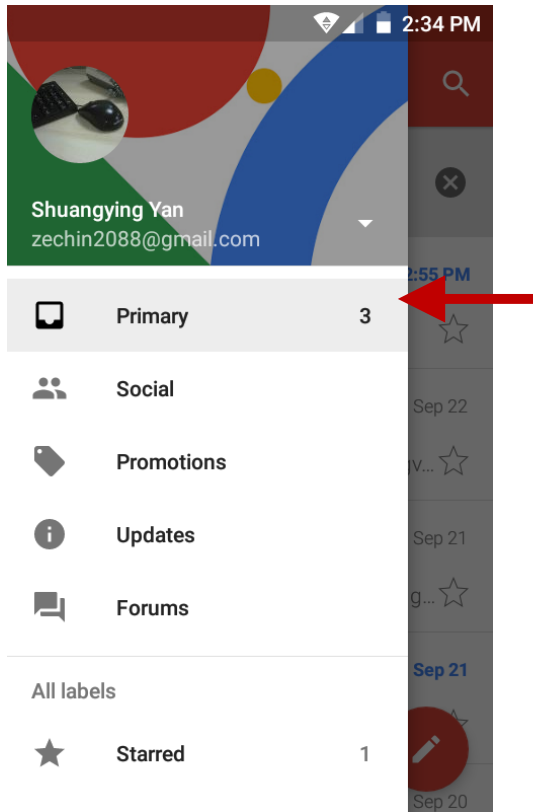 2:34 PM
Shuangying Yan
zechin2088@gmail.com
2:55 PM
Primary 3
Social
Sep 22
Promotions
Updates
Sep 21
Forums
Sep 21
All labels
Starred 1
Sep 20